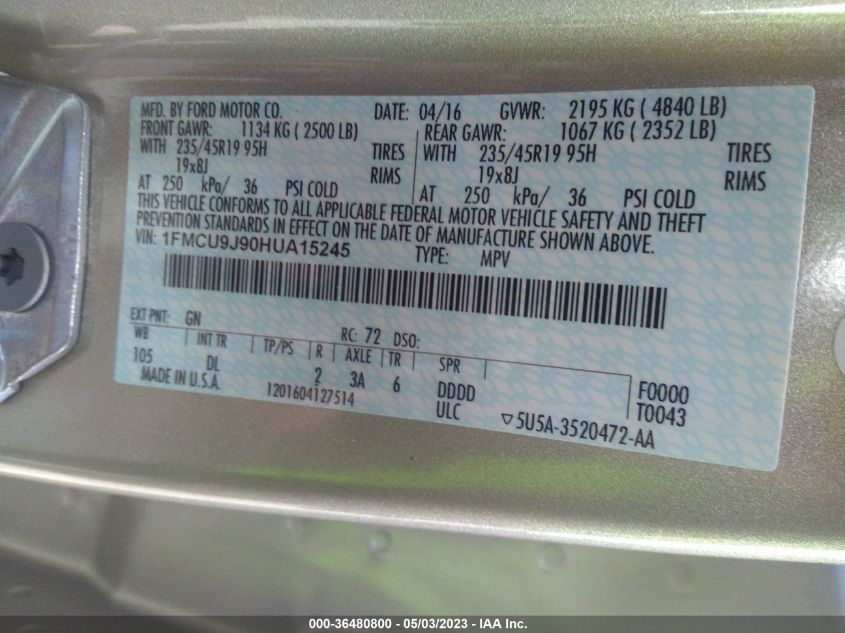 MFD. BY FORD MOTOR CO. DATE: 04/16 GVWR: 2195 KG ( 4840 LB)
FRONT GAWR: 1134 KG ( 2500 LB) REAR GAWR: 1067 KG ( 2352 LB)
WITH 235/45R19 95H TIRES WITH 235/45R19 95H TIRES
19x8J RIMS 19x8J RIMS
AT 250 kPa/ 36 PSI COLD AT 250 kPa/ 36 PSI COLD
THIS VEHICLE CONFORMS TO ALL APPLICABLE FEDERAL MOTOR VEHICLE SAFETY AND THEFT
PREVENTION STANDARDS IN EFFECT ON THE DATE OF MANUFACTURE SHOWN ABOVE.
VIN: 1FMCU9J90HUA15245 TYPE: MPV
EXT PNT: GN RC: 72 DSO:
WB INT TR TP/PS R AXLE TR SPR
105 DL 2 3A 6 DDDD F0000
MADE IN U.S.A. 1201604127514 ULC T0043
▽5U5A-3520472-AA
000-36480800 - 05/03/2023 - IAA Inc.